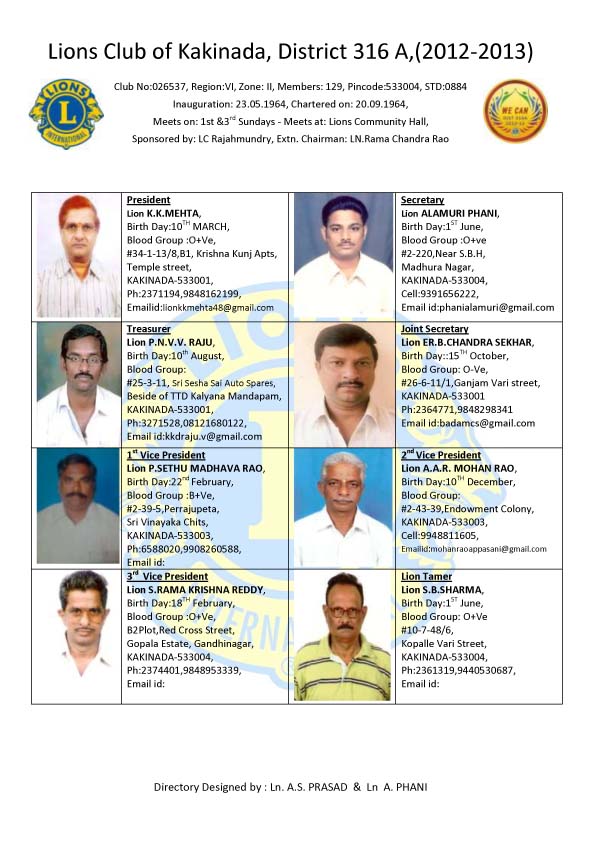 Lions Club of Kakinada, District 316 A,(2012-2013)
LIONS
L
INTERNATIONAL
Club No:026537, Region:VI, Zone: II, Members: 129, Pincode:533004, STD:0884
Inauguration: 23.05.1964, Chartered on: 20.09.1964,
Meets on: 1st &3rd Sundays - Meets at: Lions Community Hall,
Sponsored by: LC Rajahmundry, Extn. Chairman: LN.Rama Chandra Rao
WE CAN
DIST 316A
2012-13
President
Lion K.K.MEHTA,
Birth Day:10TH MARCH,
Blood Group :O+Ve,
#34-1-13/8,B1, Krishna Kunj Apts,
Temple street,
KAKINADA-533001,
Ph:2371194,9848162199,
Emailid:lionkkmehta48@gmail.com
Secretary
Lion ALAMURI PHANI,
Birth Day:1ST June,
Blood Group :O+ve
#2-220,Near S.B.H,
Madhura Nagar,
KAKINADA-533004,
Cell:9391656222,
Email id:phanialamuri@gmail.com
Treasurer
Lion P.N.V.V. RAJU,
Birth Day:10th August,
Blood Group:
#25-3-11, Sri Sesha Sai Auto Spares,
Beside of TTD Kalyana Mandapam,
KAKINADA-533001,
Ph:3271528,08121680122,
Email id:kkdraju.v@gmail.com
Joint Secretary
Lion ER.B.CHANDRA SEKHAR,
Birth Day::15TH October,
Blood Group: O-Ve,
#26-6-11/1,Ganjam Vari street,
KAKINADA-533001
Ph:2364771,9848298341
Email id:badamcs@gmail.com
1st Vice President
Lion P.SETHU MADHAVA RAO,
Birth Day:22nd February,
Blood Group :B+Ve,
#2-39-5,Perrajupeta,
Sri Vinayaka Chits,
KAKINADA-533003,
Ph:6588020,9908260588,
Email id:
2nd Vice President
Lion A.A.R. MOHAN RAO,
Birth Day:10TH December,
Blood Group:
#2-43-39,Endowment Colony,
KAKINADA-533003,
Cell:9948811605,
Emailid:mohanraoappasani@gmail.com
3rd Vice President
Lion S.RAMA KRISHNA REDDY,
Birth Day:18TH February,
Blood Group :O+Ve,
B2Plot,Red Cross Street,
Gopala Estate, Gandhinagar,
KAKINADA-533004,
Ph:2374401,9848953339,
Email id:
Lion Tamer
Lion S.B.SHARMA,
Birth Day:1ST June,
Blood Group: O+Ve
#10-7-48/6,
Kopalle Vari Street,
KAKINADA-533004,
Ph:2361319,9440530687,
Email id:
Directory Designed by : Ln. A.S. PRASAD & Ln A. PHANI